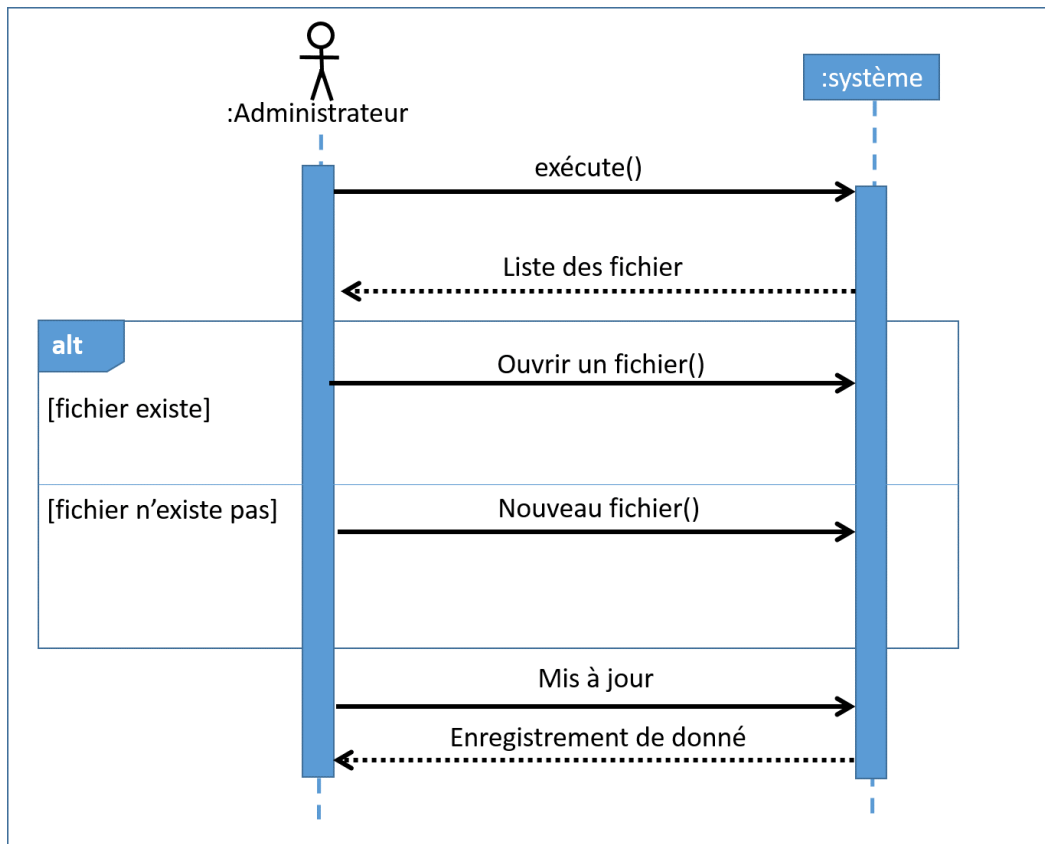 :Administrateur
:système
exécute()
Liste des fichier
alt
Ouvrir un fichier()
[fichier existe]
[fichier n’existe pas]
Nouveau fichier()
Mis à jour
Enregistrement de donné